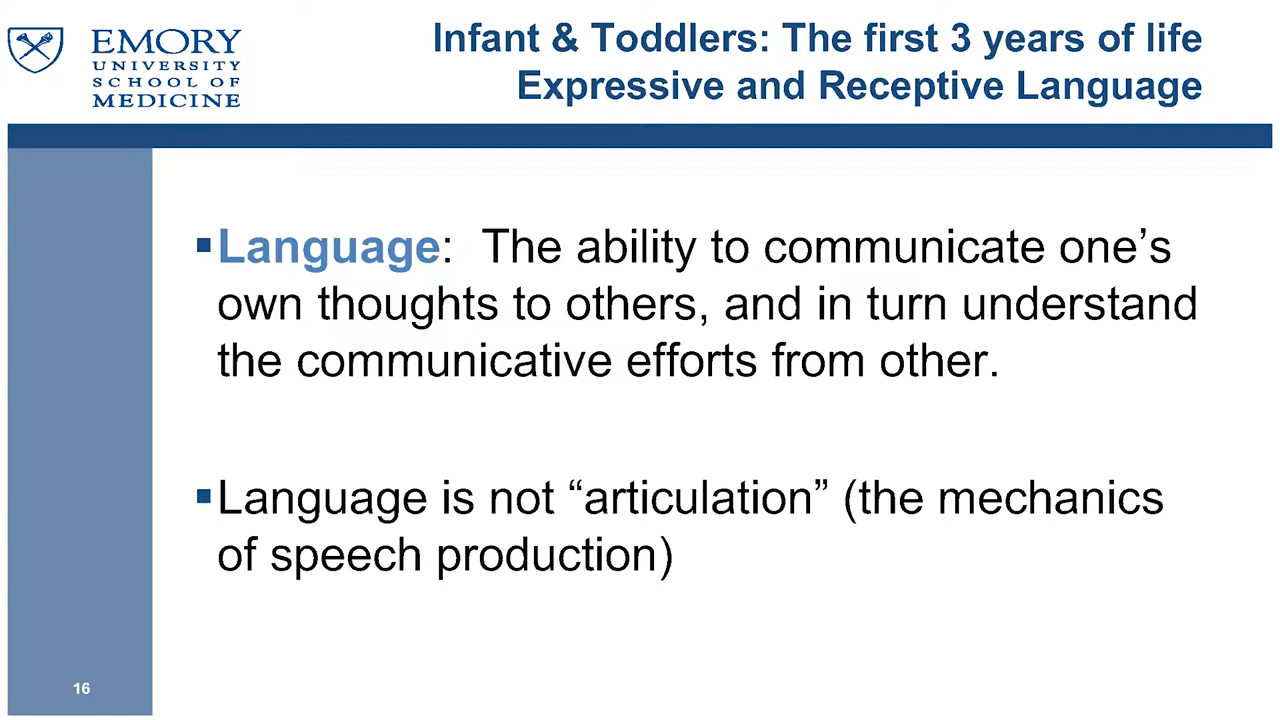 EMORY
UNIVERSITY
SCHOOL OF
MEDICINE
Infant & Toddlers: The first 3 years of life
Expressive and Receptive Language
▪Language:  The ability to communicate one’s
own thoughts to others, and in turn understand
the communicative efforts from other.
▪Language is not “articulation” (the mechanics
of speech production)
16